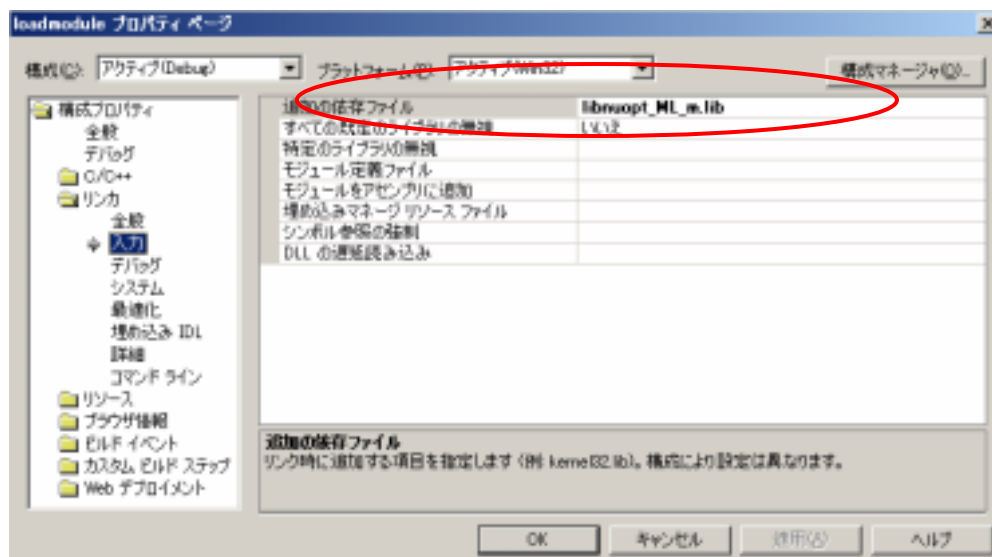 loadmodule プロパティ ページ
構成(C): アクティブ(Debug) プラットフォーム(P): アクティブ(Win32) 構成マネージャ(O)...
構成プロパティ
全般
デバッグ
C/C++
リンカ
全般
入力
デバッグ
システム
最適化
埋め込み IDL
詳細
コマンド ライン
リソース
ブラウザ情報
ビルド イベント
カスタム ビルド ステップ
Web デプロイメント
追加の依存ファイル libnuopt_ML_m.lib
すべての既定のライブラリの無視 いいえ
特定のライブラリの無視
モジュール定義ファイル
モジュールをアセンブリに追加
埋め込みマネージ リソース ファイル
シンボル参照の強制
DLL の遅延読み込み
追加の依存ファイル
リンク時に追加する項目を指定します (例: kernel32.lib)。構成により設定は異なります。
OK キャンセル 適用(A) ヘルプ